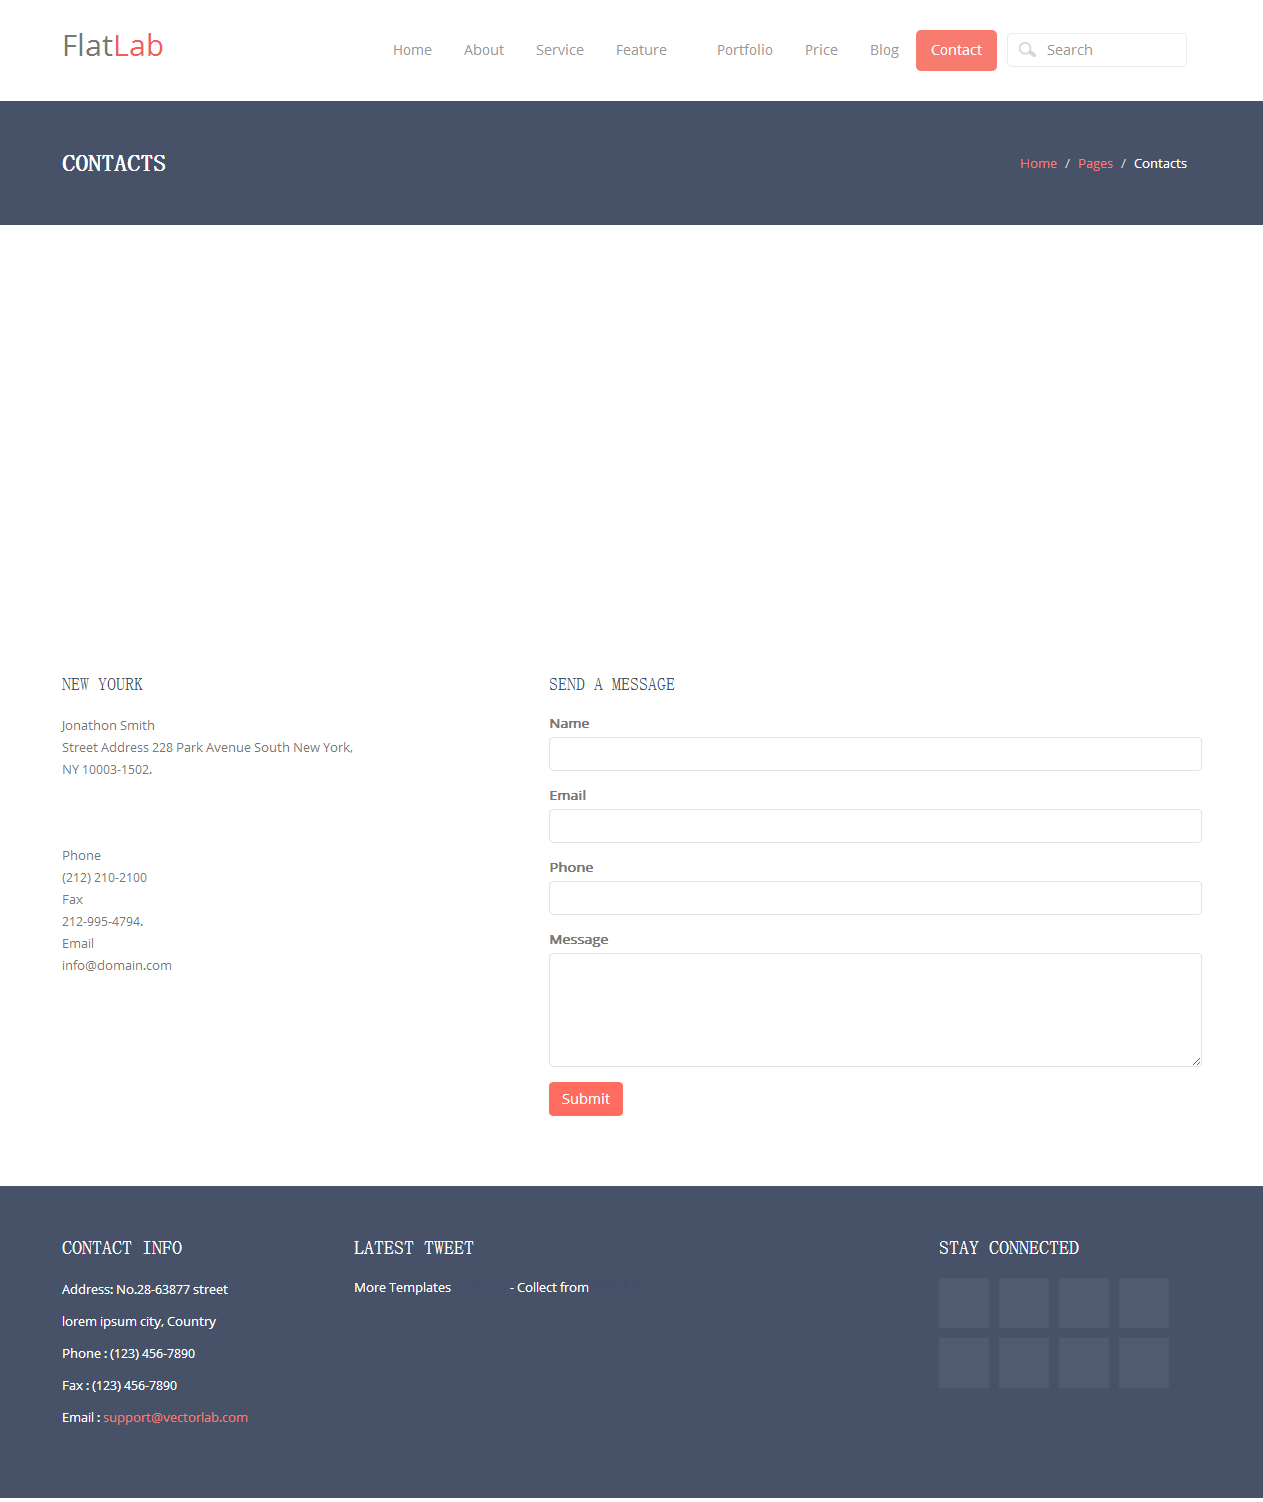 FlatLab
Home About Service Feature Portfolio Price Blog Contact Search
CONTACTS
Home / Pages / Contacts
NEW YOURK
Jonathon Smith
Street Address 228 Park Avenue South New York,
NY 10003-1502.
Phone
(212) 210-2100
Fax
212-995-4794.
Email
info@domain.com
SEND A MESSAGE
Name
Email
Phone
Message
Submit
CONTACT INFO
Address: No.28-63877 street
lorem ipsum city, Country
Phone : (123) 456-7890
Fax : (123) 456-7890
Email : support@vectorlab.com
LATEST TWEET
More Templates - Collect from
STAY CONNECTED